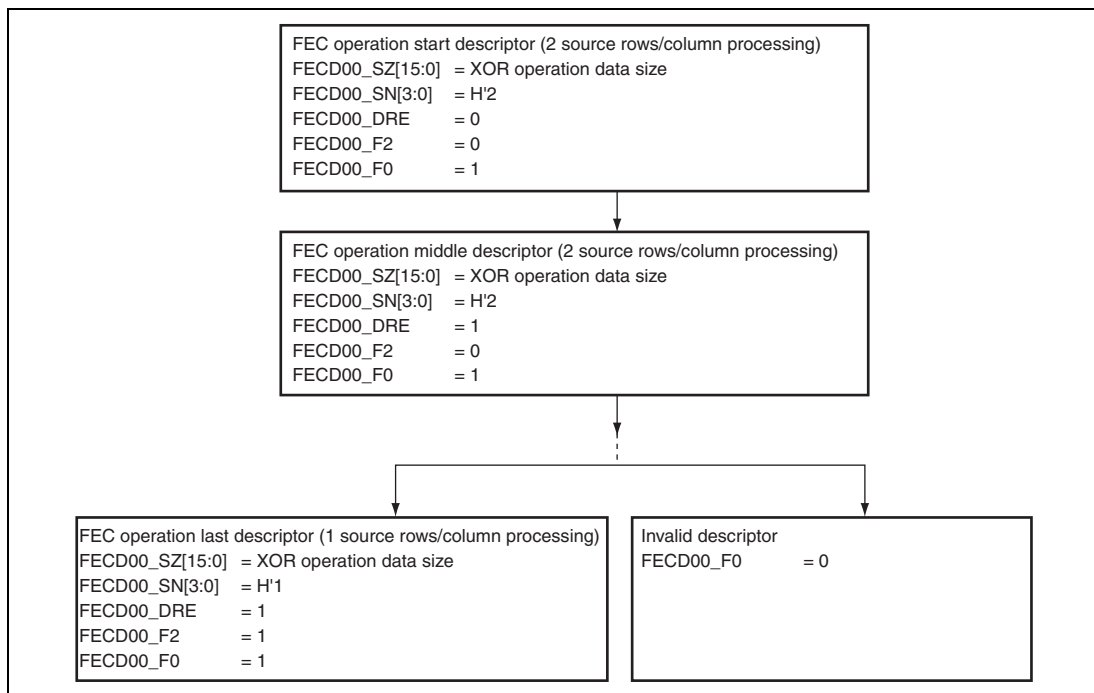 FEC operation start descriptor (2 source rows/column processing)
FECD00_SZ[15:0] = XOR operation data size
FECD00_SN[3:0] = H'2
FECD00_DRE = 0
FECD00_F2 = 0
FECD00_F0 = 1
FEC operation middle descriptor (2 source rows/column processing)
FECD00_SZ[15:0] = XOR operation data size
FECD00_SN[3:0] = H'2
FECD00_DRE = 1
FECD00_F2 = 0
FECD00_F0 = 1
FEC operation last descriptor (1 source rows/column processing)
FECD00_SZ[15:0] = XOR operation data size
FECD00_SN[3:0] = H'1
FECD00_DRE = 1
FECD00_F2 = 1
FECD00_F0 = 1
Invalid descriptor
FECD00_F0 = 0